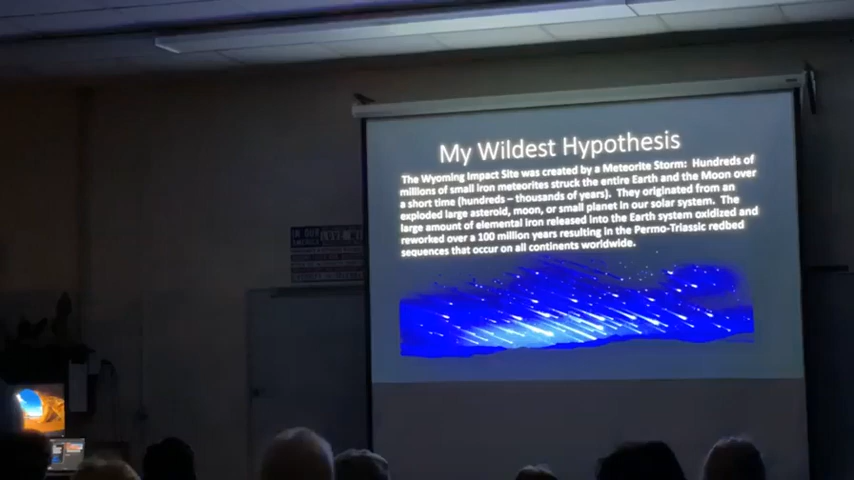 My Wildest Hypothesis
The Wyoming Impact Site was created by a Meteorite Storm: Hundreds of
millions of small iron meteorites struck the entire Earth and the Moon over
a short time (hundreds – thousands of years). They originated from an
exploded large asteroid, moon, or small planet in our solar system. The
large amount of elemental iron released into the Earth system oxidized and
reworked over a 100 million years resulting in the Permo-Triassic redbed
sequences that occur on all continents worldwide.
IN OUR